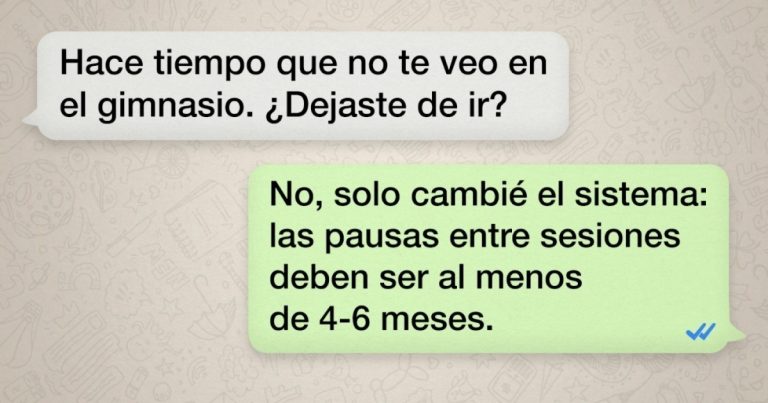 Hace tiempo que no te veo en
el gimnasio. ¿Dejaste de ir?
No, solo cambié el sistema:
las pausas entre sesiones
deben ser al menos
de 4-6 meses.